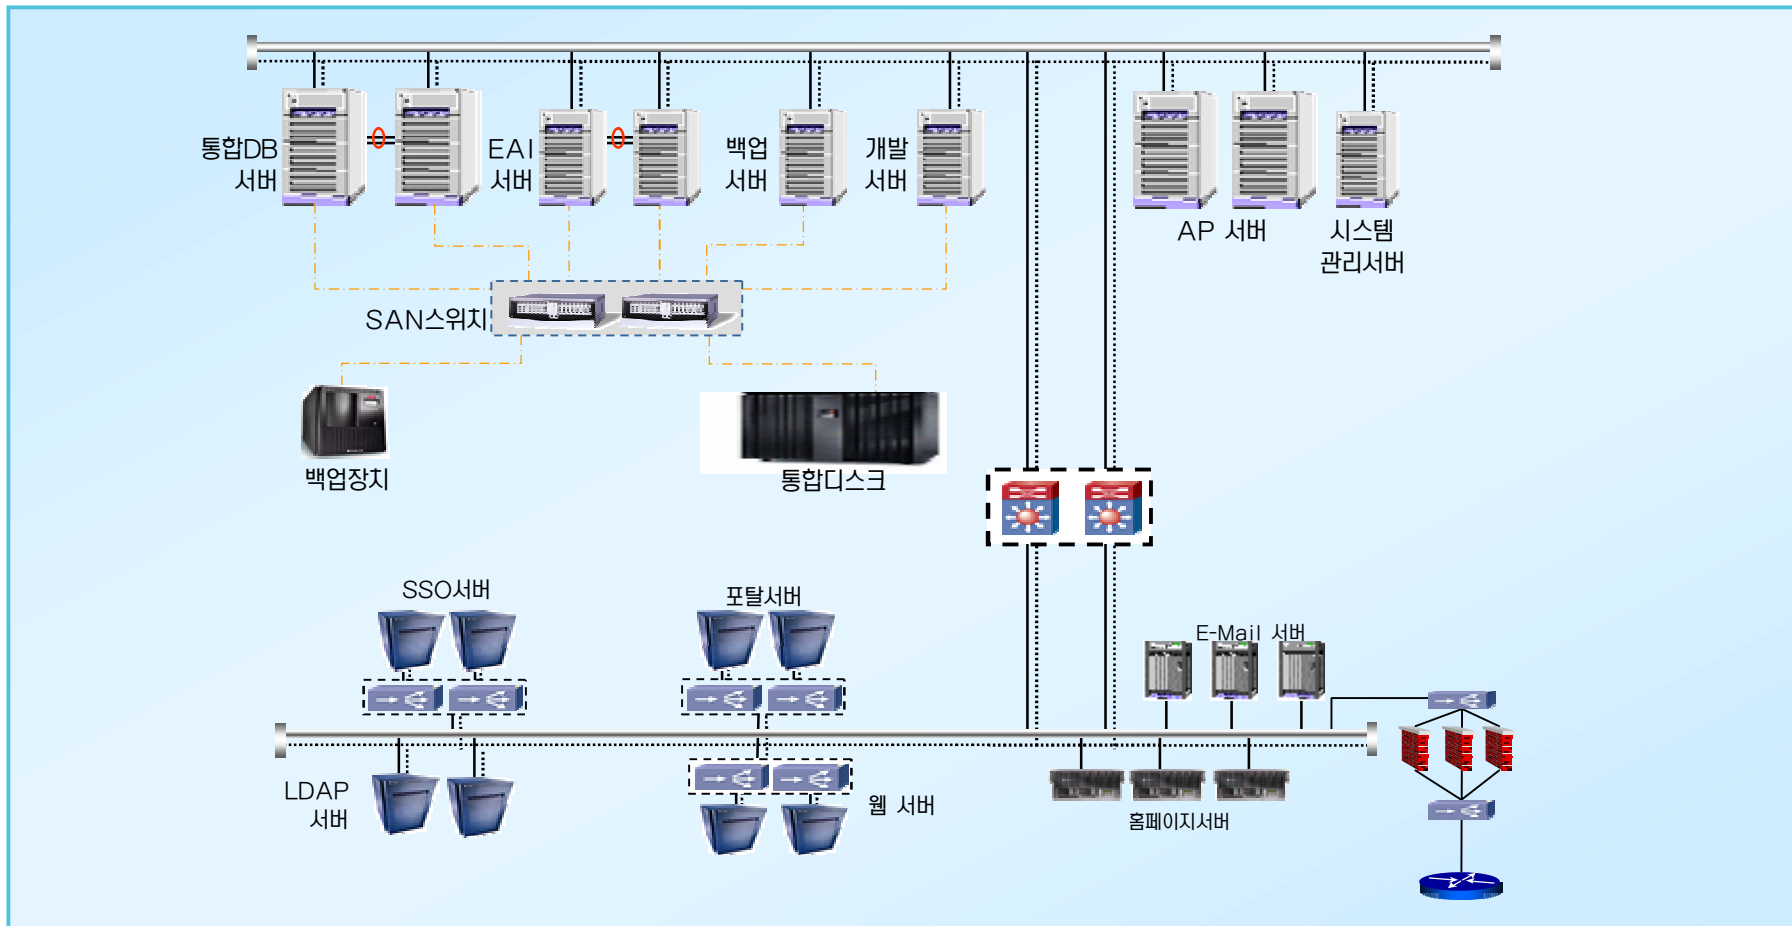 통합DB
서버
EAI
서버
백업
서버
개발
서버
AP 서버
시스템
관리서버
SAN스위치
백업장치
통합디스크
SSO서버
포탈서버
E-Mail 서버
LDAP
서버
웹 서버
홈페이지서버